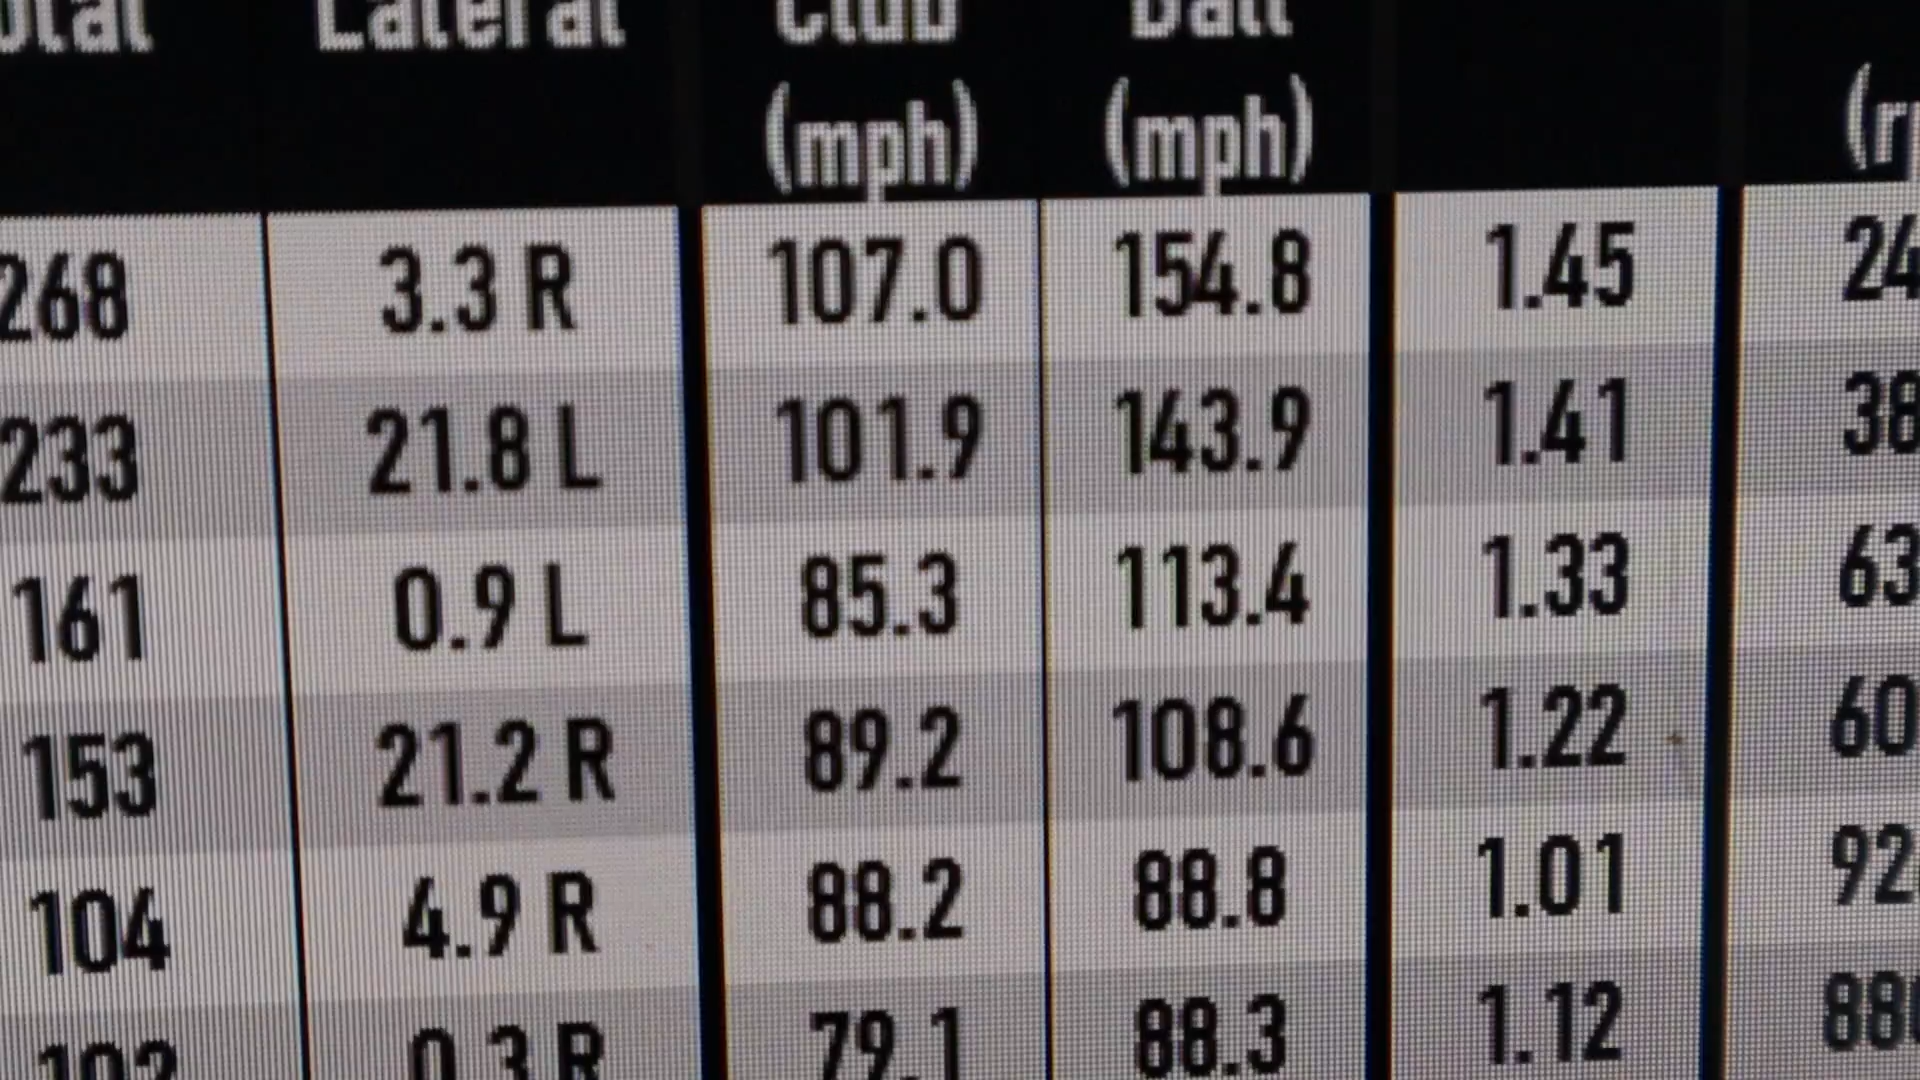 Total Lateral Club Ball
(mph) (mph)
268 3.3 R 107.0 154.8 1.45 24
233 21.8 L 101.9 143.9 1.41 38
161 0.9 L 85.3 113.4 1.33 63
153 21.2 R 89.2 108.6 1.22 60
104 4.9 R 88.2 88.8 1.01 92
102 0.3 R 79.1 88.3 1.12 88